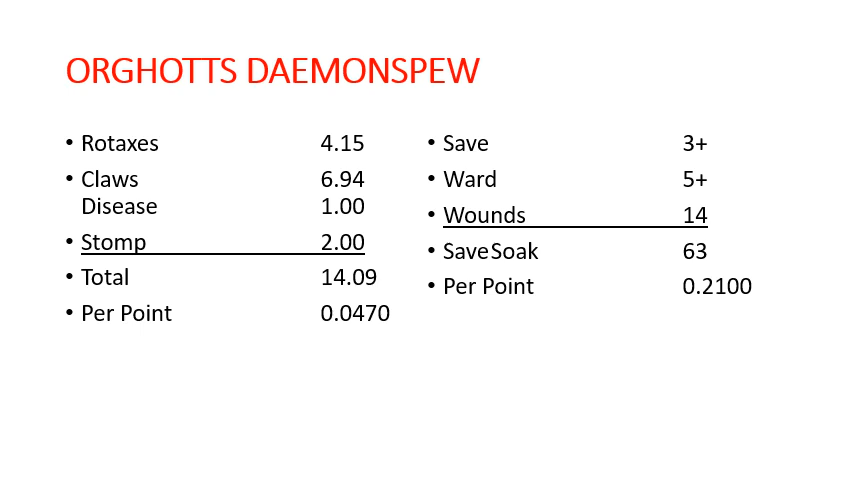 ORGHOTTS DAEMONSPEW
• Rotaxes 4.15
• Claws 6.94
Disease 1.00
• Stomp 2.00
• Total 14.09
• Per Point 0.0470
• Save 3+
• Ward 5+
• Wounds 14
• SaveSoak 63
• Per Point 0.2100